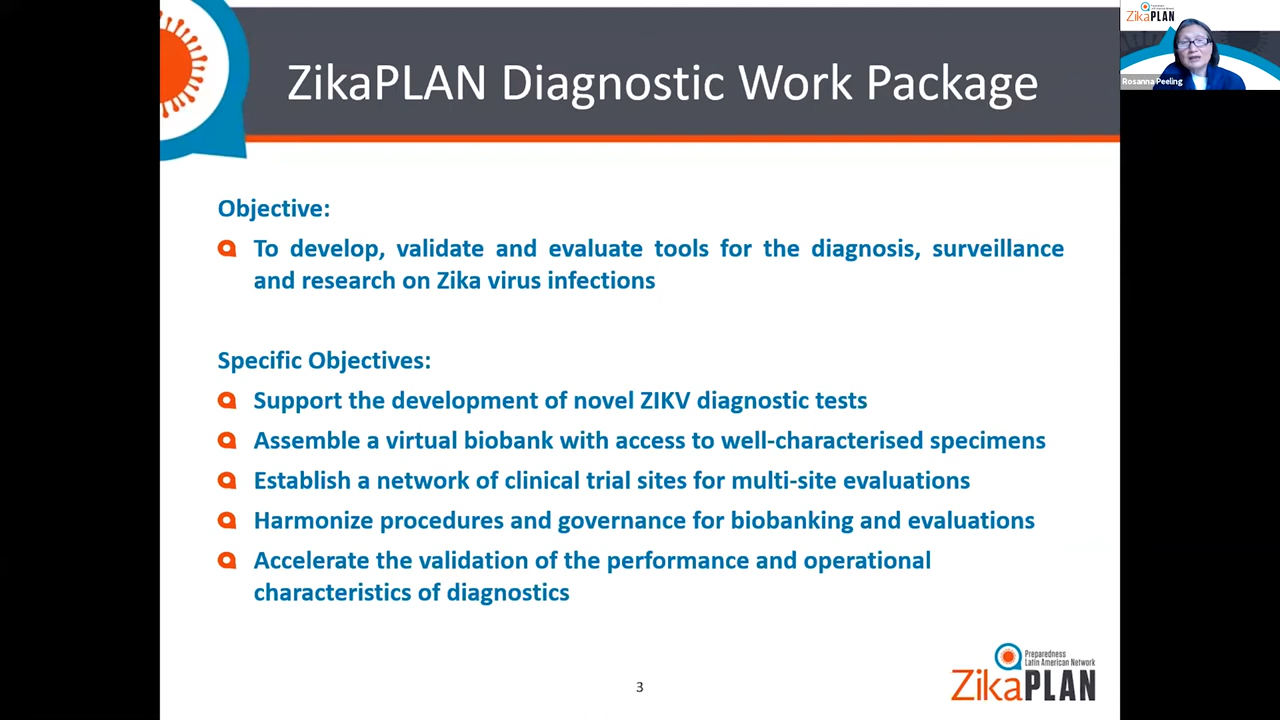 ZikaPLAN Diagnostic Work Package
ZikaPLAN
Rosanna Peeling
Objective:
To develop, validate and evaluate tools for the diagnosis, surveillance
and research on Zika virus infections
Specific Objectives:
Support the development of novel ZIKV diagnostic tests
Assemble a virtual biobank with access to well-characterised specimens
Establish a network of clinical trial sites for multi-site evaluations
Harmonize procedures and governance for biobanking and evaluations
Accelerate the validation of the performance and operational
characteristics of diagnostics
Preparedness
Latin American Network
ZikaPLAN
3